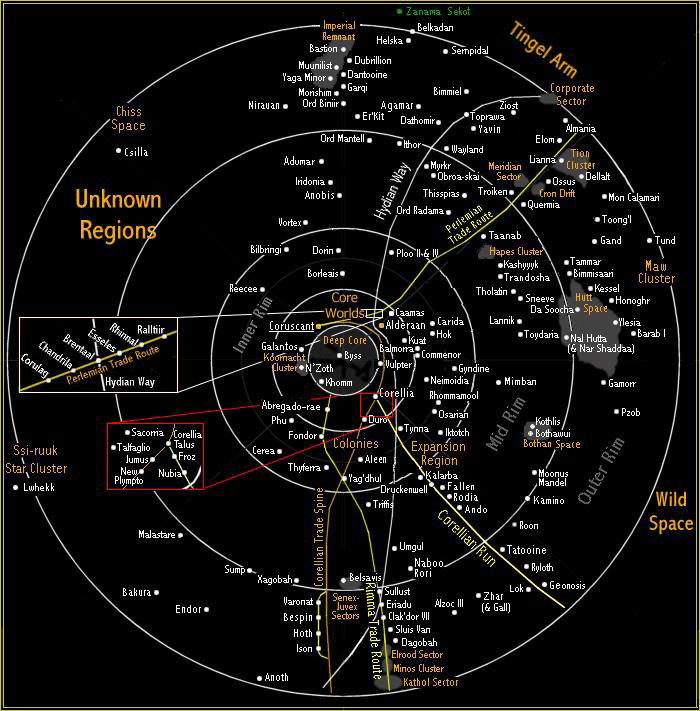 Zanama Sekot
Imperial
Remnant
Belkadan
Helska
Sernpidal
Tingel Arm
Bastion
Dubrillion
Muunilist
Dantooine
Yaga Minor
Garqi
Morishim
Ord Biniir
Nirauan
Er'Kit
Agamar
Bimmiel
Dathomir
Corporate
Sector
Ziost
Toprawa
Yavin
Almania
Chiss
Space
Csilla
Ord Mantell
Ithor
Wayland
Elom
Lianna
Tion
Cluster
Adumar
Myrkr
Obroa-skai
Meridian
Sector
Dellalt
Ossus
Cron Drift
Iridonia
Anobis
Hydian Way
Thisspias
Troiken
Quermia
Mon Calamari
Unknown
Regions
Ord Radama
Perlemian
Trade Route
Toong'l
Vortex
Bilbringi
Dorin
Ploo II & IV
Taanab
Hapes Cluster
Gand
Tund
Maw
Cluster
Borleais
Kashyyyk
Trandosha
Tammar
Bimmisaari
Reecee
Tholatin
Sneeve
Da Soocha
Hutt
Space
Kessel
Honoghr
Inner Rim
Core
Worlds
Caamas
Alderaan
Carida
Hok
Lannik
Toydaria
Ylesia
Barab I
Nal Hutta
(& Nar Shaddaa)
Coruscant
Deep Core
Kuat
Balmorra
Commenor
Galantos
Koornacht
Cluster
Byss
N'Zoth
Khomm
Vulpter
Gyndine
Neimoidia
Mimban
Gamorr
Ralltiir
Rhinnal
Esseles
Brentaal
Chandrila
Corulag
Perlemian Trade Route
Hydian Way
Corellia
Rhommamool
Osarian
Pzob
Abregado-rae
Phu
Duro
Mid Rim
Kothlis
Bothawui
Bothan Space
Fondor
Tynna
Iktotch
Outer Rim
Sacorria
Corellia
Talfaglio
Talus
Jumus
Froz
New
Plympto
Nubia
Colonies
Expansion
Region
Cerea
Aleen
Thyferra
Yag'dhul
Kalarba
Druckenwell
Fallen
Rodia
Ando
Moonus
Mandel
Kamino
Ssi-ruuk
Star Cluster
Lwhekk
Wild
Space
Triffis
Corellian Trade Spine
Corellian Run
Roon
Malastare
Umgul
Tatooine
Ryloth
Naboo
Rori
Sump
Xagobah
Belsavis
Lok
Geonosis
Bakura
Endor
Varonat
Bespin
Hoth
Ison
Senex-
Juvex
Sectors
Rimma Trade Route
Sullust
Eriadu
Clak'dor VII
Sluis Van
Dagobah
Alzoc III
Zhar
(& Gall)
Elrood Sector
Minos Cluster
Kathol Sector
Anoth